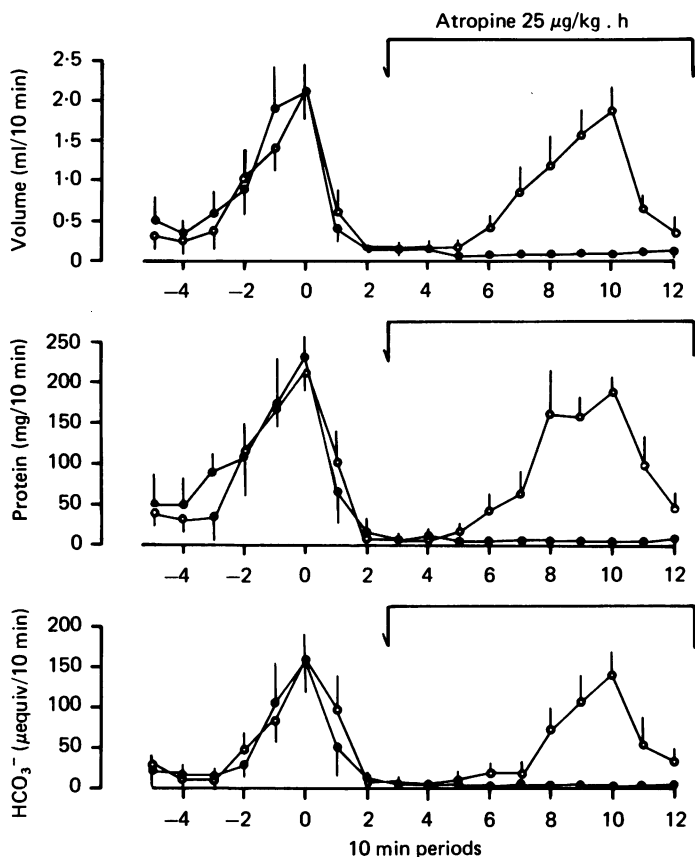 Atropine 25 µg/kg . h
Volume (ml/10 min)
2·5
2·0
1·5
1·0
0·5
0
−4 −2 0 2 4 6 8 10 12
Protein (mg/10 min)
250
200
150
100
50
0
−4 −2 0 2 4 6 8 10 12
HCO₃⁻ (µequiv/10 min)
200
150
100
50
0
−4 −2 0 2 4 6 8 10 12
10 min periods